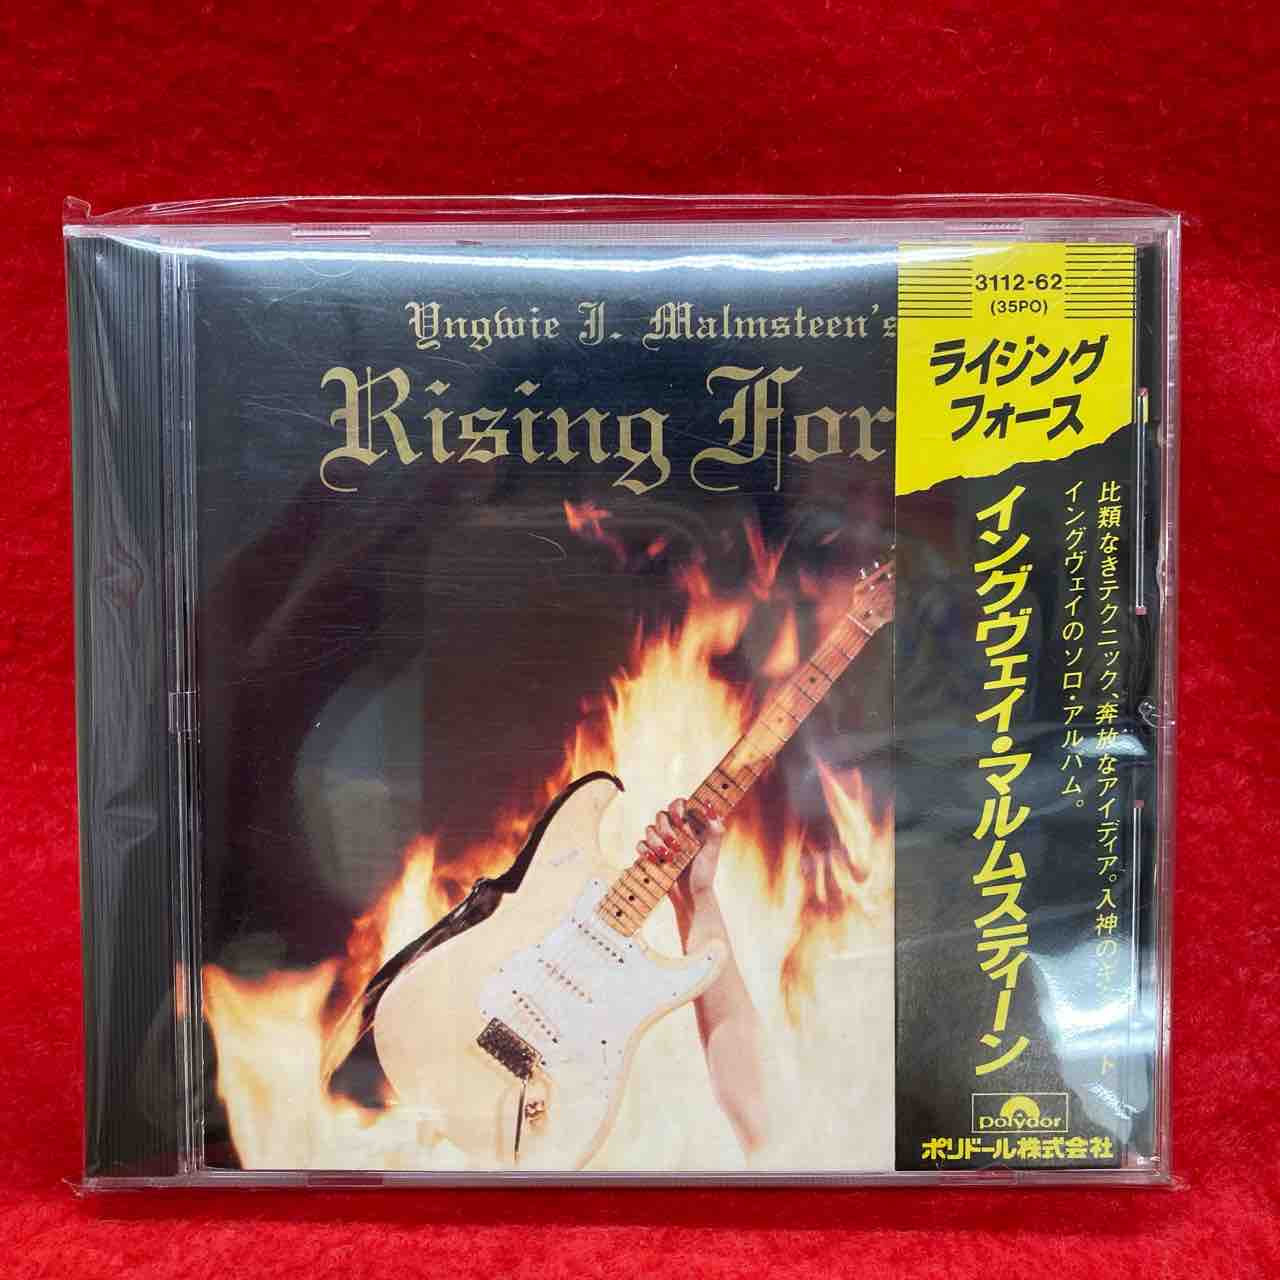 Yngwie J. Malmsteen's
Rising For
3112-62
(35PO)
ライジング
フォース
イングヴェイ・マルムスティーン
比類なきテクニック、奔放なアイディア。入神の
イングヴェイのソロ・アルバム。
polydor
ポリドール株式会社